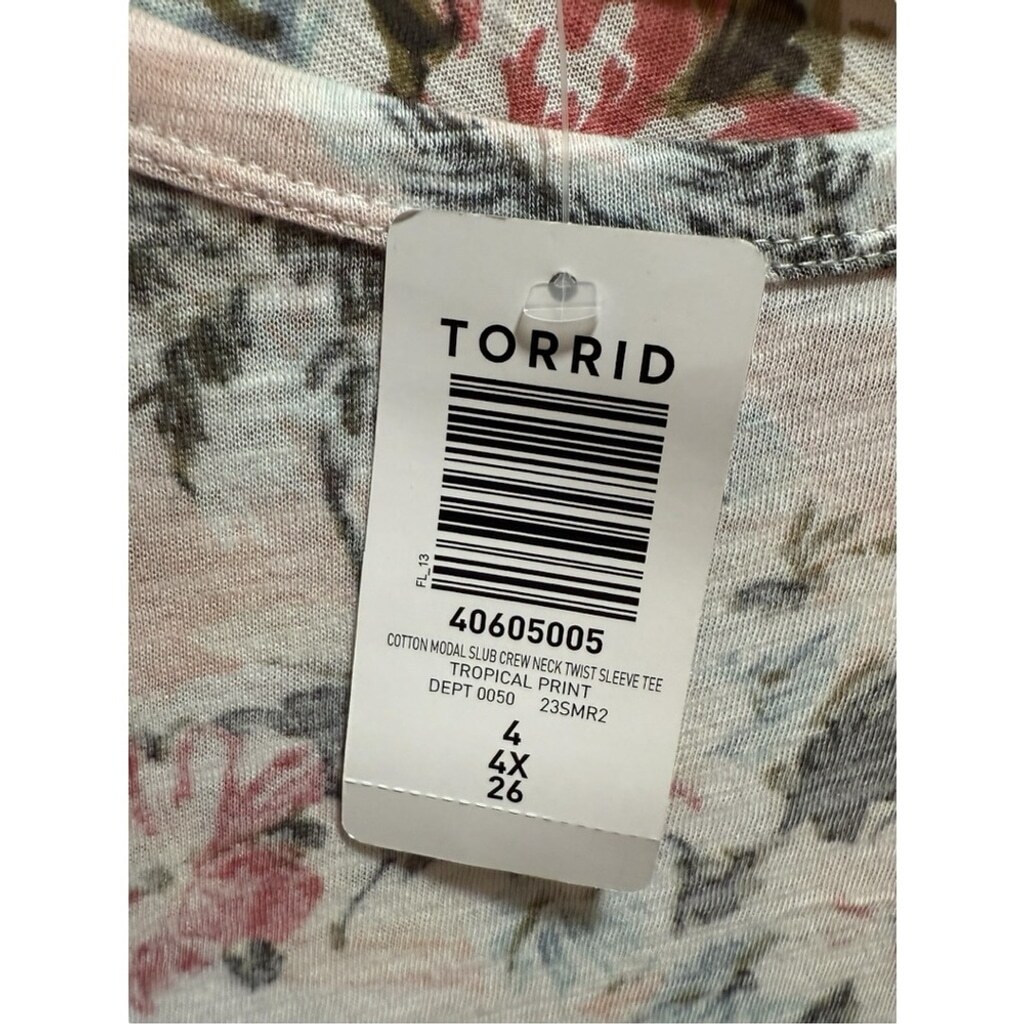 TORRID
FL_13
40605005
COTTON MODAL SLUB CREW NECK TWIST SLEEVE TEE
TROPICAL PRINT
DEPT 0050 23SMR2
4
4X
26